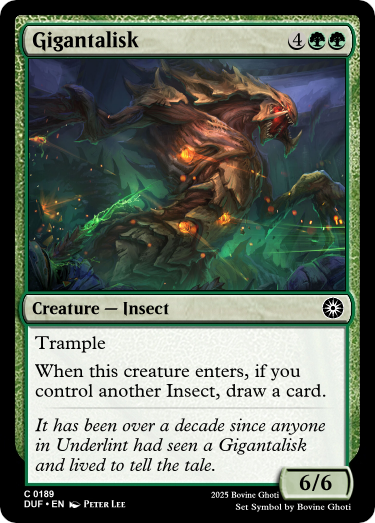 Gigantalisk 4
Creature — Insect
Trample
When this creature enters, if you
control another Insect, draw a card.
It has been over a decade since anyone
in Underlint had seen a Gigantalisk
and lived to tell the tale.
6/6
C 0189
DUF • EN Peter Lee
2025 Bovine Ghoti
Set Symbol by Bovine Ghoti